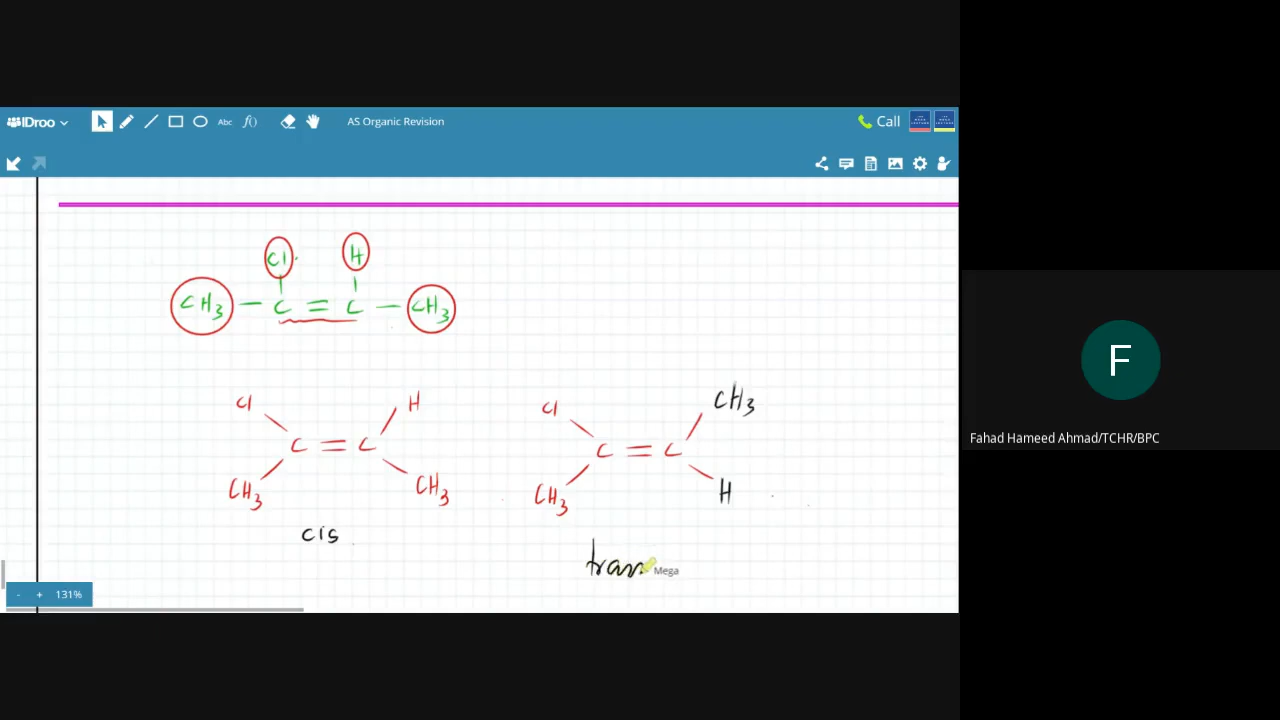 IDroo Abc f() AS Organic Revision Call
Cl H
CH3 — C = C — CH3
Cl H Cl CH3
C = C C = C
CH3 CH3 CH3 H
cis
tran Mega
- + 131%
F
Fahad Hameed Ahmad/TCHR/BPC